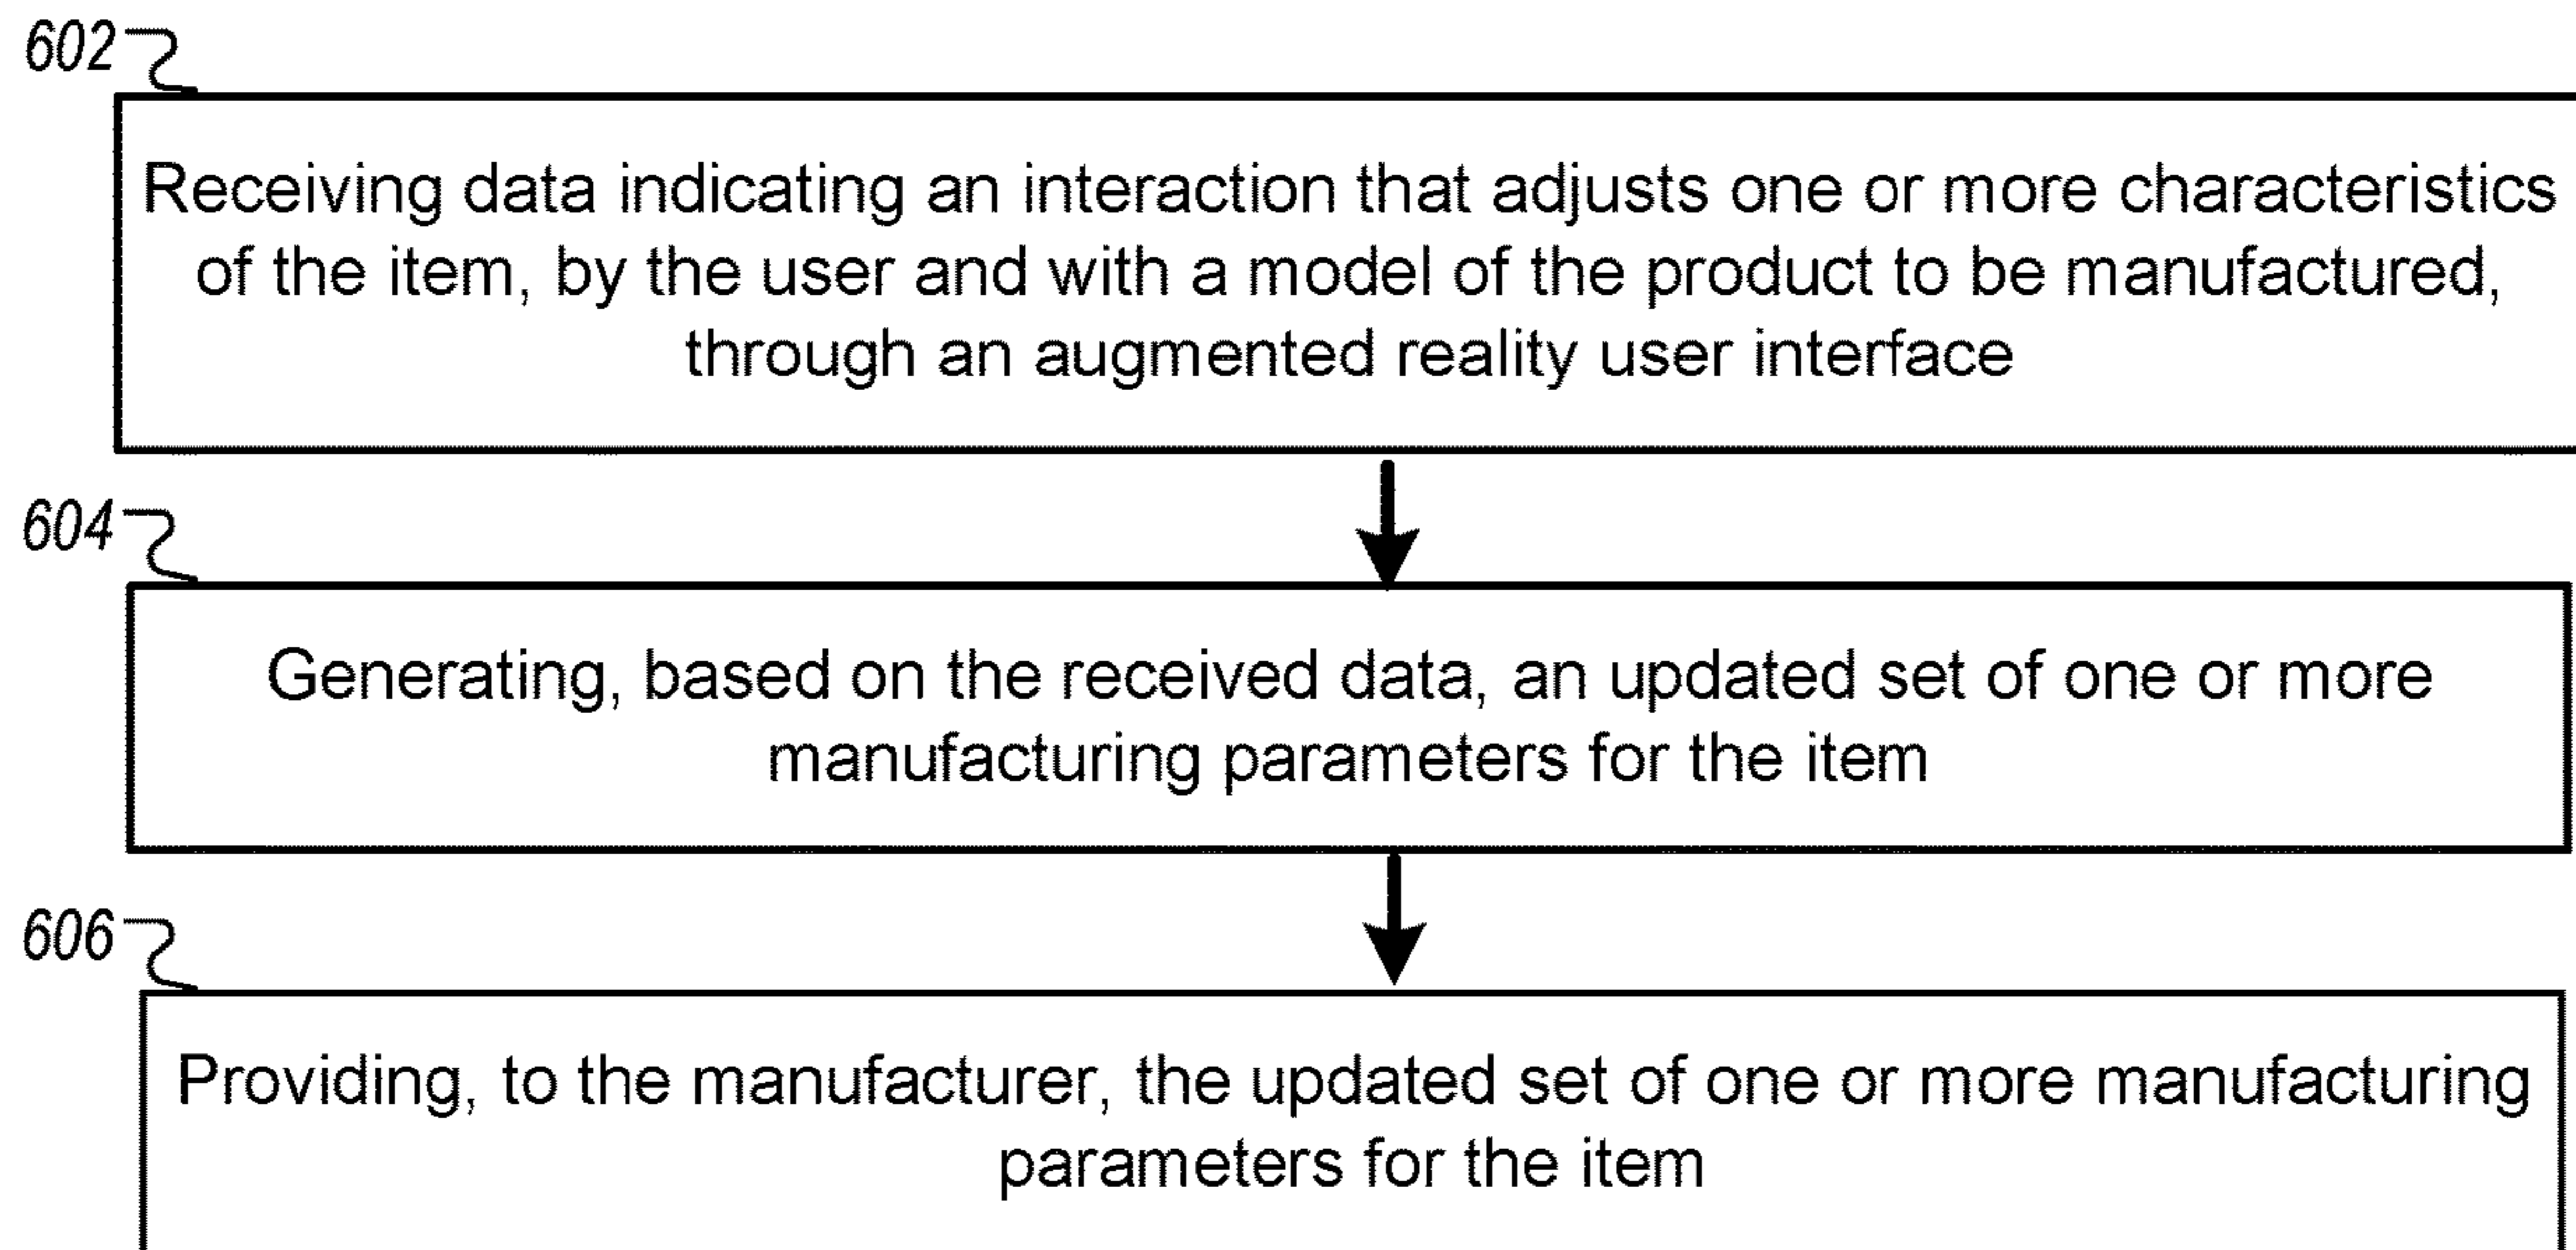 602
Receiving data indicating an interaction that adjusts one or more characteristics
of the item, by the user and with a model of the product to be manufactured,
through an augmented reality user interface
604
Generating, based on the received data, an updated set of one or more
manufacturing parameters for the item
606
Providing, to the manufacturer, the updated set of one or more manufacturing
parameters for the item